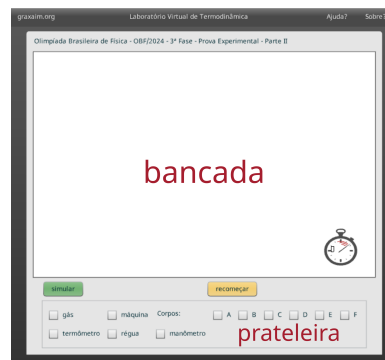 graxaim.org Laboratório Virtual de Termodinâmica Ajuda? Sobre
Olimpíada Brasileira de Física - OBF/2024 - 3ª Fase - Prova Experimental - Parte II
bancada
simular recomeçar
gás máquina Corpos: A B C D E F
termômetro régua manômetro prateleira